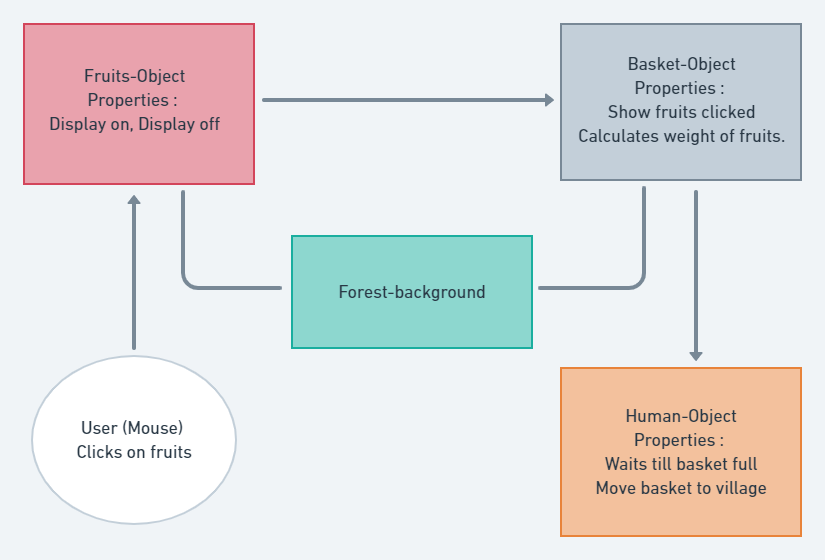 Fruits-Object
Properties :
Display on, Display off
Basket-Object
Properties :
Show fruits clicked
Calculates weight of fruits.
Forest-background
User (Mouse)
Clicks on fruits
Human-Object
Properties :
Waits till basket full
Move basket to village